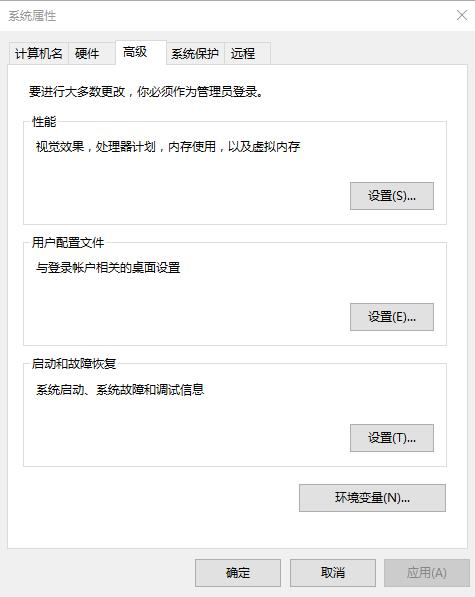 系统属性
计算机名 硬件 高级 系统保护 远程
要进行大多数更改，你必须作为管理员登录。
性能
视觉效果，处理器计划，内存使用，以及虚拟内存
设置(S)...
用户配置文件
与登录帐户相关的桌面设置
设置(E)...
启动和故障恢复
系统启动、系统故障和调试信息
设置(T)...
环境变量(N)...
确定 取消 应用(A)